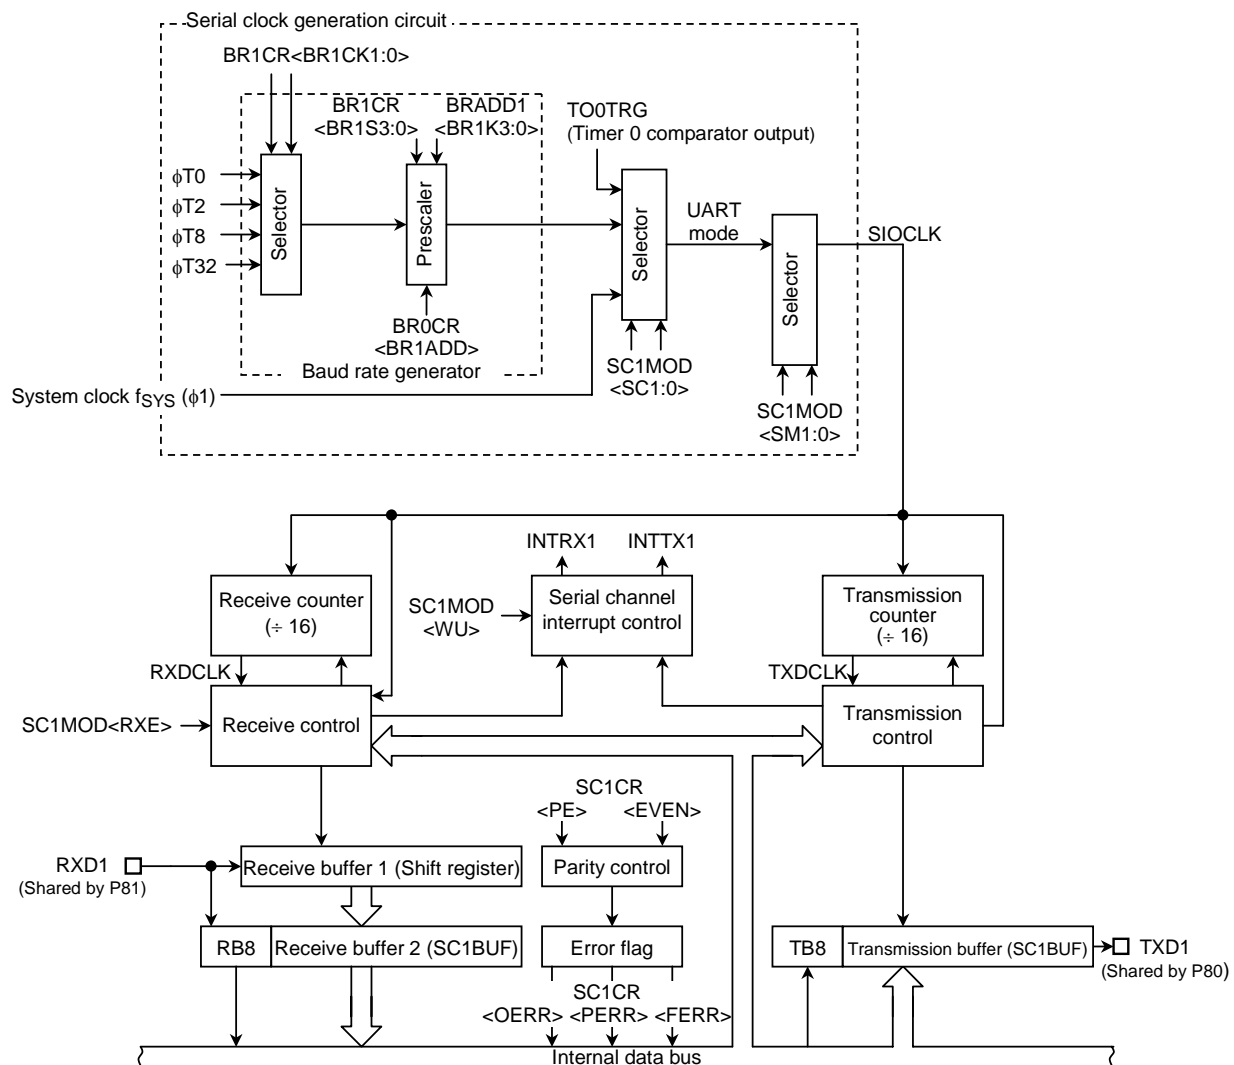 Serial clock generation circuit
BR1CR<BR1CK1:0>
BR1CR
<BR1S3:0>
BRADD1
<BR1K3:0>
TO0TRG
(Timer 0 comparator output)
ϕT0
ϕT2
ϕT8
ϕT32
Selector
Prescaler
Selector
UART
mode
Selector
SIOCLK
BR0CR
<BR1ADD>
Baud rate generator
SC1MOD
<SC1:0>
System clock fSYS (ϕ1)
SC1MOD
<SM1:0>
INTRX1
INTTX1
Receive counter
(÷ 16)
SC1MOD
<WU>
Serial channel
interrupt control
Transmission
counter
(÷ 16)
RXDCLK
TXDCLK
SC1MOD<RXE>
Receive control
Transmission
control
SC1CR
<PE>
<EVEN>
RXD1
(Shared by P81)
Receive buffer 1 (Shift register)
Parity control
RB8
Receive buffer 2 (SC1BUF)
Error flag
TB8
Transmission buffer (SC1BUF)
TXD1
(Shared by P80)
SC1CR
<OERR>
<PERR>
<FERR>
Internal data bus